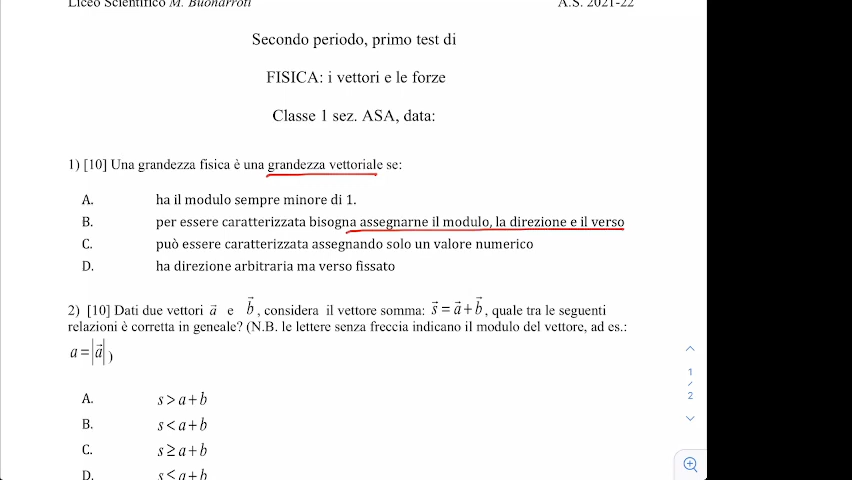 Liceo Scientifico M. Buonarroti A.S. 2021-22
Secondo periodo, primo test di
FISICA: i vettori e le forze
Classe 1 sez. ASA, data:
1) [10] Una grandezza fisica è una grandezza vettoriale se:
A. ha il modulo sempre minore di 1.
B. per essere caratterizzata bisogna assegnarne il modulo, la direzione e il verso
C. può essere caratterizzata assegnando solo un valore numerico
D. ha direzione arbitraria ma verso fissato
2) [10] Dati due vettori a⃗ e b⃗, considera il vettore somma: s⃗ = a⃗ + b⃗, quale tra le seguenti
relazioni è corretta in geneale? (N.B. le lettere senza freccia indicano il modulo del vettore, ad es.:
a = |a⃗| )
A. s > a + b
B. s < a + b
C. s ≥ a + b
D. s ≤ a + b
1
/
2